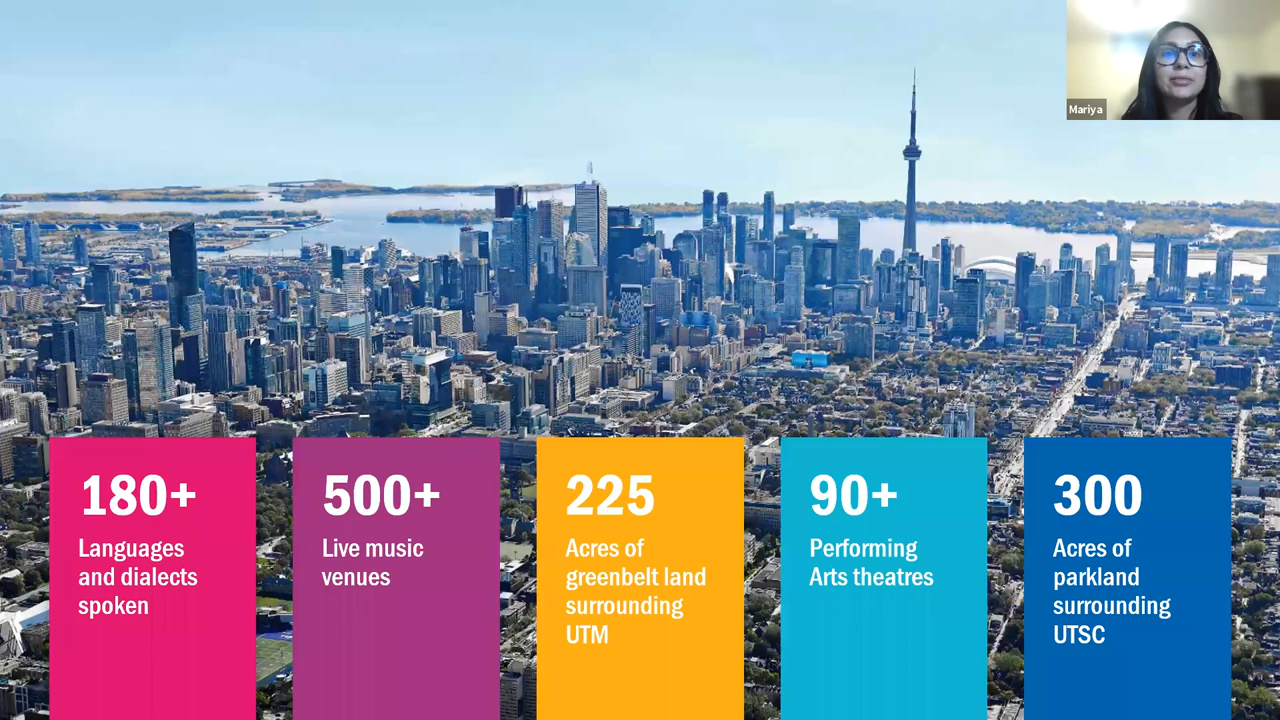 Mariya
180+
Languages
and dialects
spoken
500+
Live music
venues
225
Acres of
greenbelt land
surrounding
UTM
90+
Performing
Arts theatres
300
Acres of
parkland
surrounding
UTSC